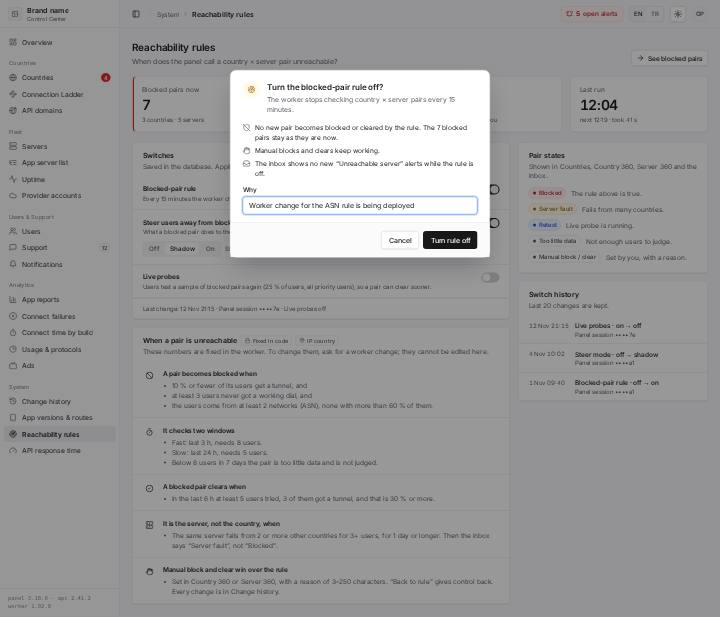 Brand name
Control Center
Overview
Countries
Countries
4
Connection Ladder
API domains
Fleet
Servers
App server list
Uptime
Provider accounts
Users & Support
Users
Support
12
Notifications
Analytics
App reports
Connect failures
Connect time by build
Usage & protocols
Ads
System
Change history
App versions & routes
Reachability rules
API response time
System
Reachability rules
5 open alerts
EN TR
OP
Reachability rules
When does the panel call a country × server pair unreachable?
See blocked pairs
Blocked pairs now
7
3 countries · 5 servers
you
Last run
12:04
next 12:19 · took 41 s
Turn the blocked-pair rule off?
The worker stops checking country × server pairs every 15
minutes.
No new pair becomes blocked or cleared by the rule. The 7 blocked
pairs stay as they are now.
Manual blocks and clears keep working.
The inbox shows no new “Unreachable server” alerts while the rule is
off.
Why
Worker change for the ASN rule is being deployed
Cancel
Turn rule off
Switches
Saved in the database.
Blocked-pair rule
Every 15 minutes the worker
Steer users away from
What a blocked pair does to
Off Shadow On
Live probes
Users test a sample of blocked pairs again (25 % of users, all priority users), so a pair can clear sooner.
Last change: 12 Nov 21:15 · Panel session ••••7e · Live probes off
When a pair is unreachable
Fixed in code
IP country
These numbers are fixed in the worker. To change them, ask for a worker change; they cannot be edited here.
A pair becomes blocked when
• 10 % or fewer of its users get a tunnel, and
• at least 3 users never got a working dial, and
• the users come from at least 2 networks (ASN), none with more than 60 % of them.
It checks two windows
• Fast: last 3 h, needs 8 users.
• Slow: last 24 h, needs 5 users.
• Below 8 users in 7 days the pair is too little data and is not judged.
A blocked pair clears when
• In the last 6 h at least 5 users tried, 3 of them got a tunnel, and that is 30 % or more.
It is the server, not the country, when
• The same server fails from 2 or more other countries for 3+ users, for 1 day or longer. Then the inbox
says “Server fault”, not “Blocked”.
Manual block and clear win over the rule
• Set in Country 360 or Server 360, with a reason of 3-250 characters. “Back to rule” gives control back.
Every change is in Change history.
Pair states
Shown in Countries, Country 360, Server 360 and the
inbox.
Blocked The rule above is true.
Server fault Fails from many countries.
Retest Live probe is running.
Too little data Not enough users to judge.
Manual block / clear Set by you, with a reason.
Switch history
Last 20 changes are kept.
12 Nov 21:15 Live probes · on → off
Panel session ••••7e
4 Nov 10:02 Steer mode · off → shadow
Panel session ••••a1
1 Nov 09:40 Blocked-pair rule · off → on
Panel session ••••a1